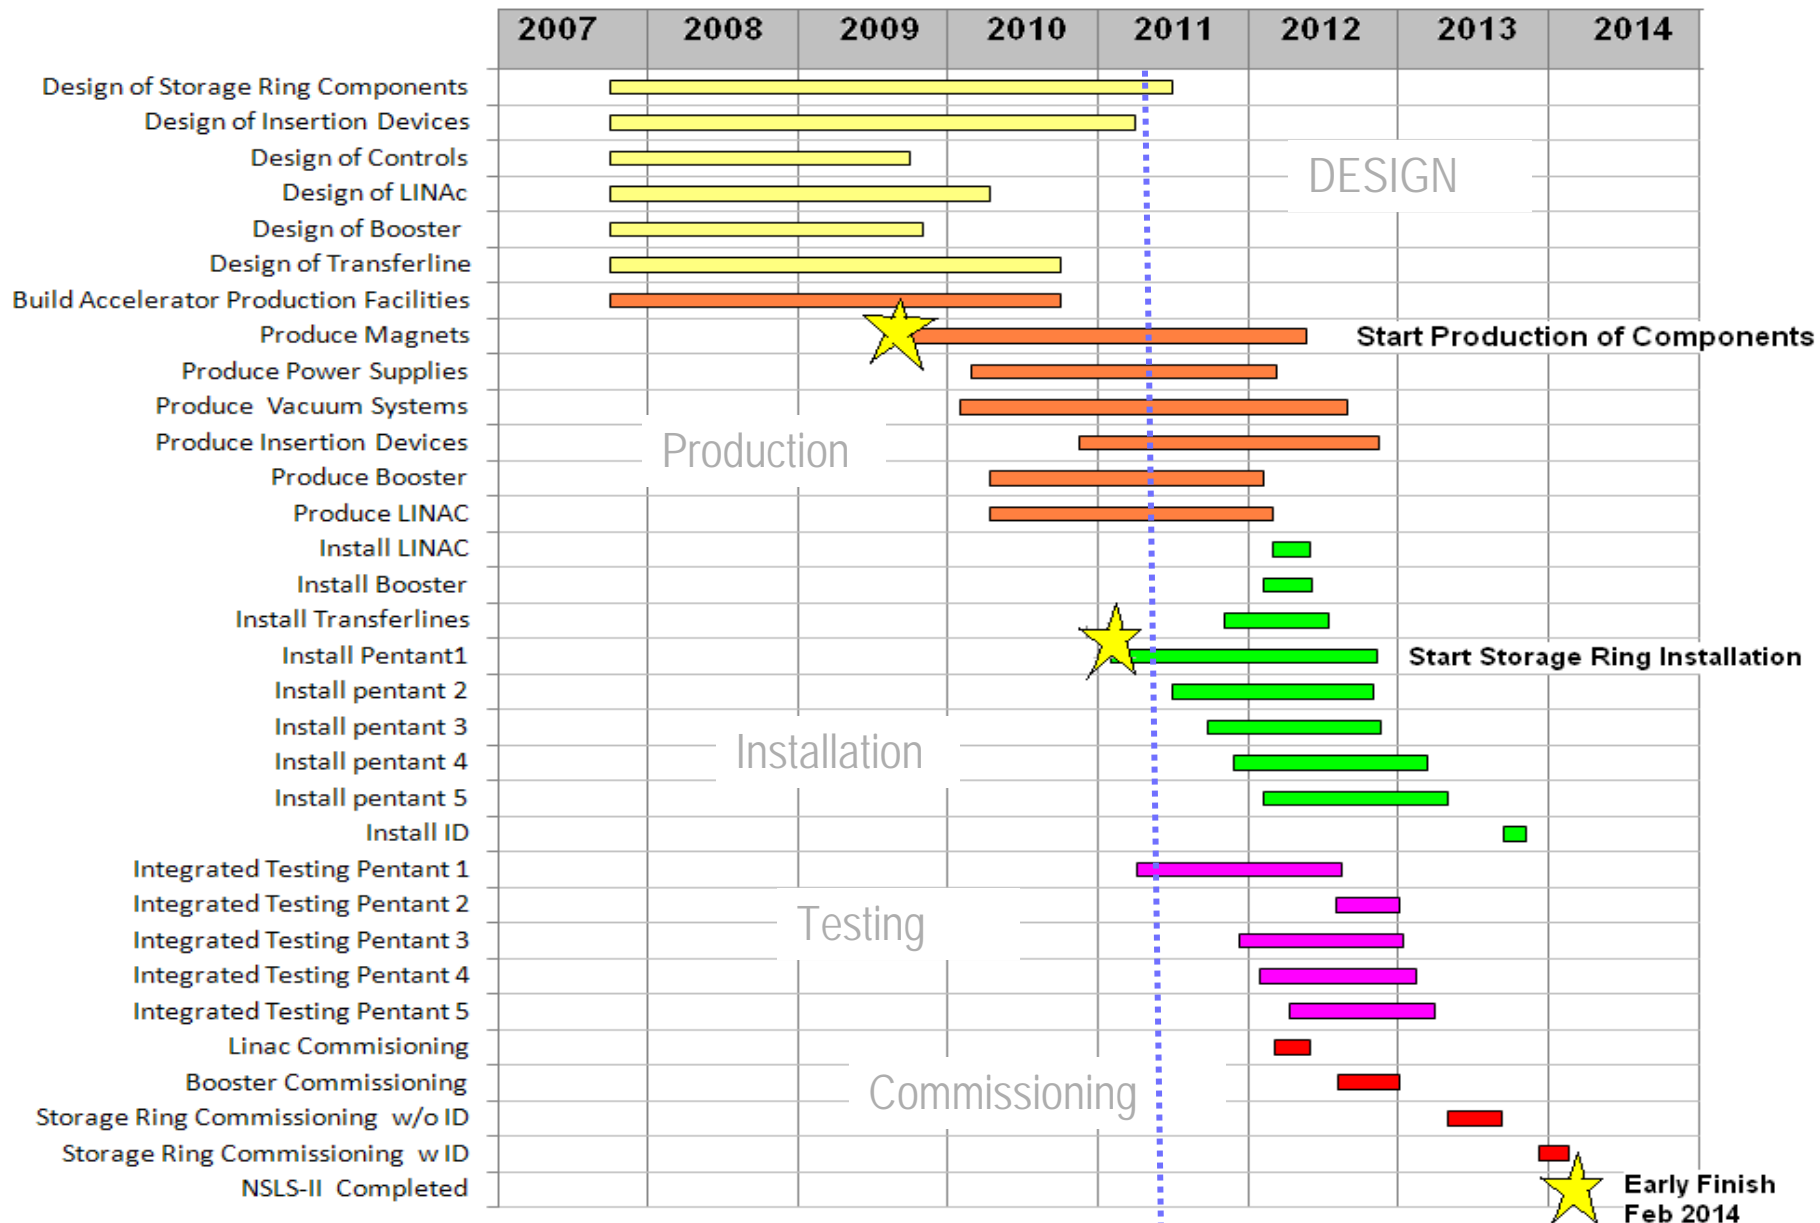 2007 2008 2009 2010 2011 2012 2013 2014
Design of Storage Ring Components
Design of Insertion Devices
Design of Controls
DESIGN
Design of LINAc
Design of Booster
Design of Transferline
Build Accelerator Production Facilities
Produce Magnets
Start Production of Components
Produce Power Supplies
Produce Vacuum Systems
Produce Insertion Devices
Production
Produce Booster
Produce LINAC
Install LINAC
Install Booster
Install Transferlines
Install Pentant1
Start Storage Ring Installation
Install pentant 2
Install pentant 3
Installation
Install pentant 4
Install pentant 5
Install ID
Integrated Testing Pentant 1
Integrated Testing Pentant 2
Testing
Integrated Testing Pentant 3
Integrated Testing Pentant 4
Integrated Testing Pentant 5
Linac Commisioning
Booster Commissioning
Commissioning
Storage Ring Commissioning w/o ID
Storage Ring Commissioning w ID
NSLS-II Completed
Early Finish
Feb 2014